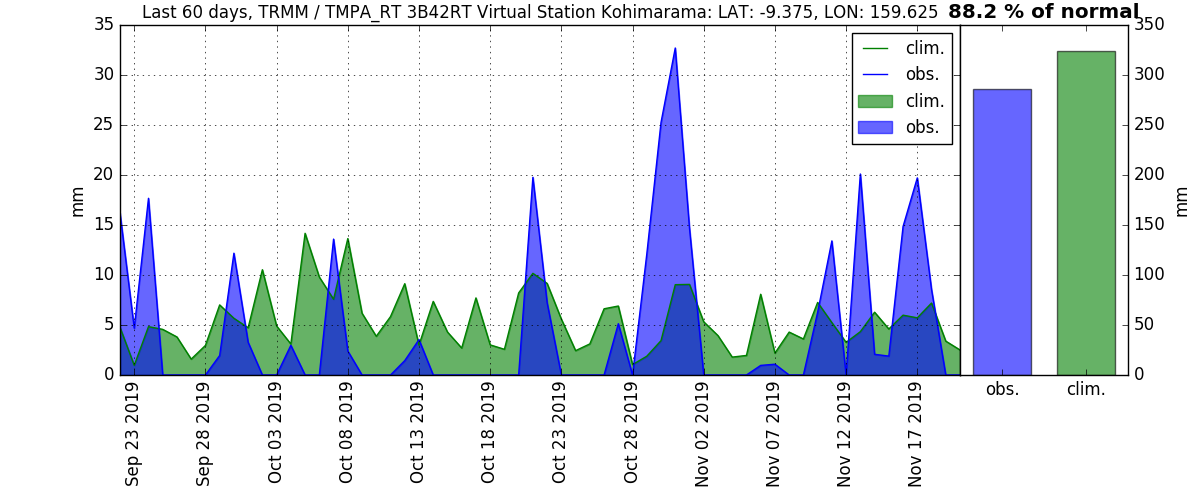 Last 60 days, TRMM / TMPA_RT 3B42RT Virtual Station Kohimarama: LAT: -9.375, LON: 159.625
88.2 % of normal
35
30
25
20
15
10
5
0
mm
clim.
obs.
clim.
obs.
Sep 23 2019
Sep 28 2019
Oct 03 2019
Oct 08 2019
Oct 13 2019
Oct 18 2019
Oct 23 2019
Oct 28 2019
Nov 02 2019
Nov 07 2019
Nov 12 2019
Nov 17 2019
350
300
250
200
150
100
50
0
mm
obs.
clim.